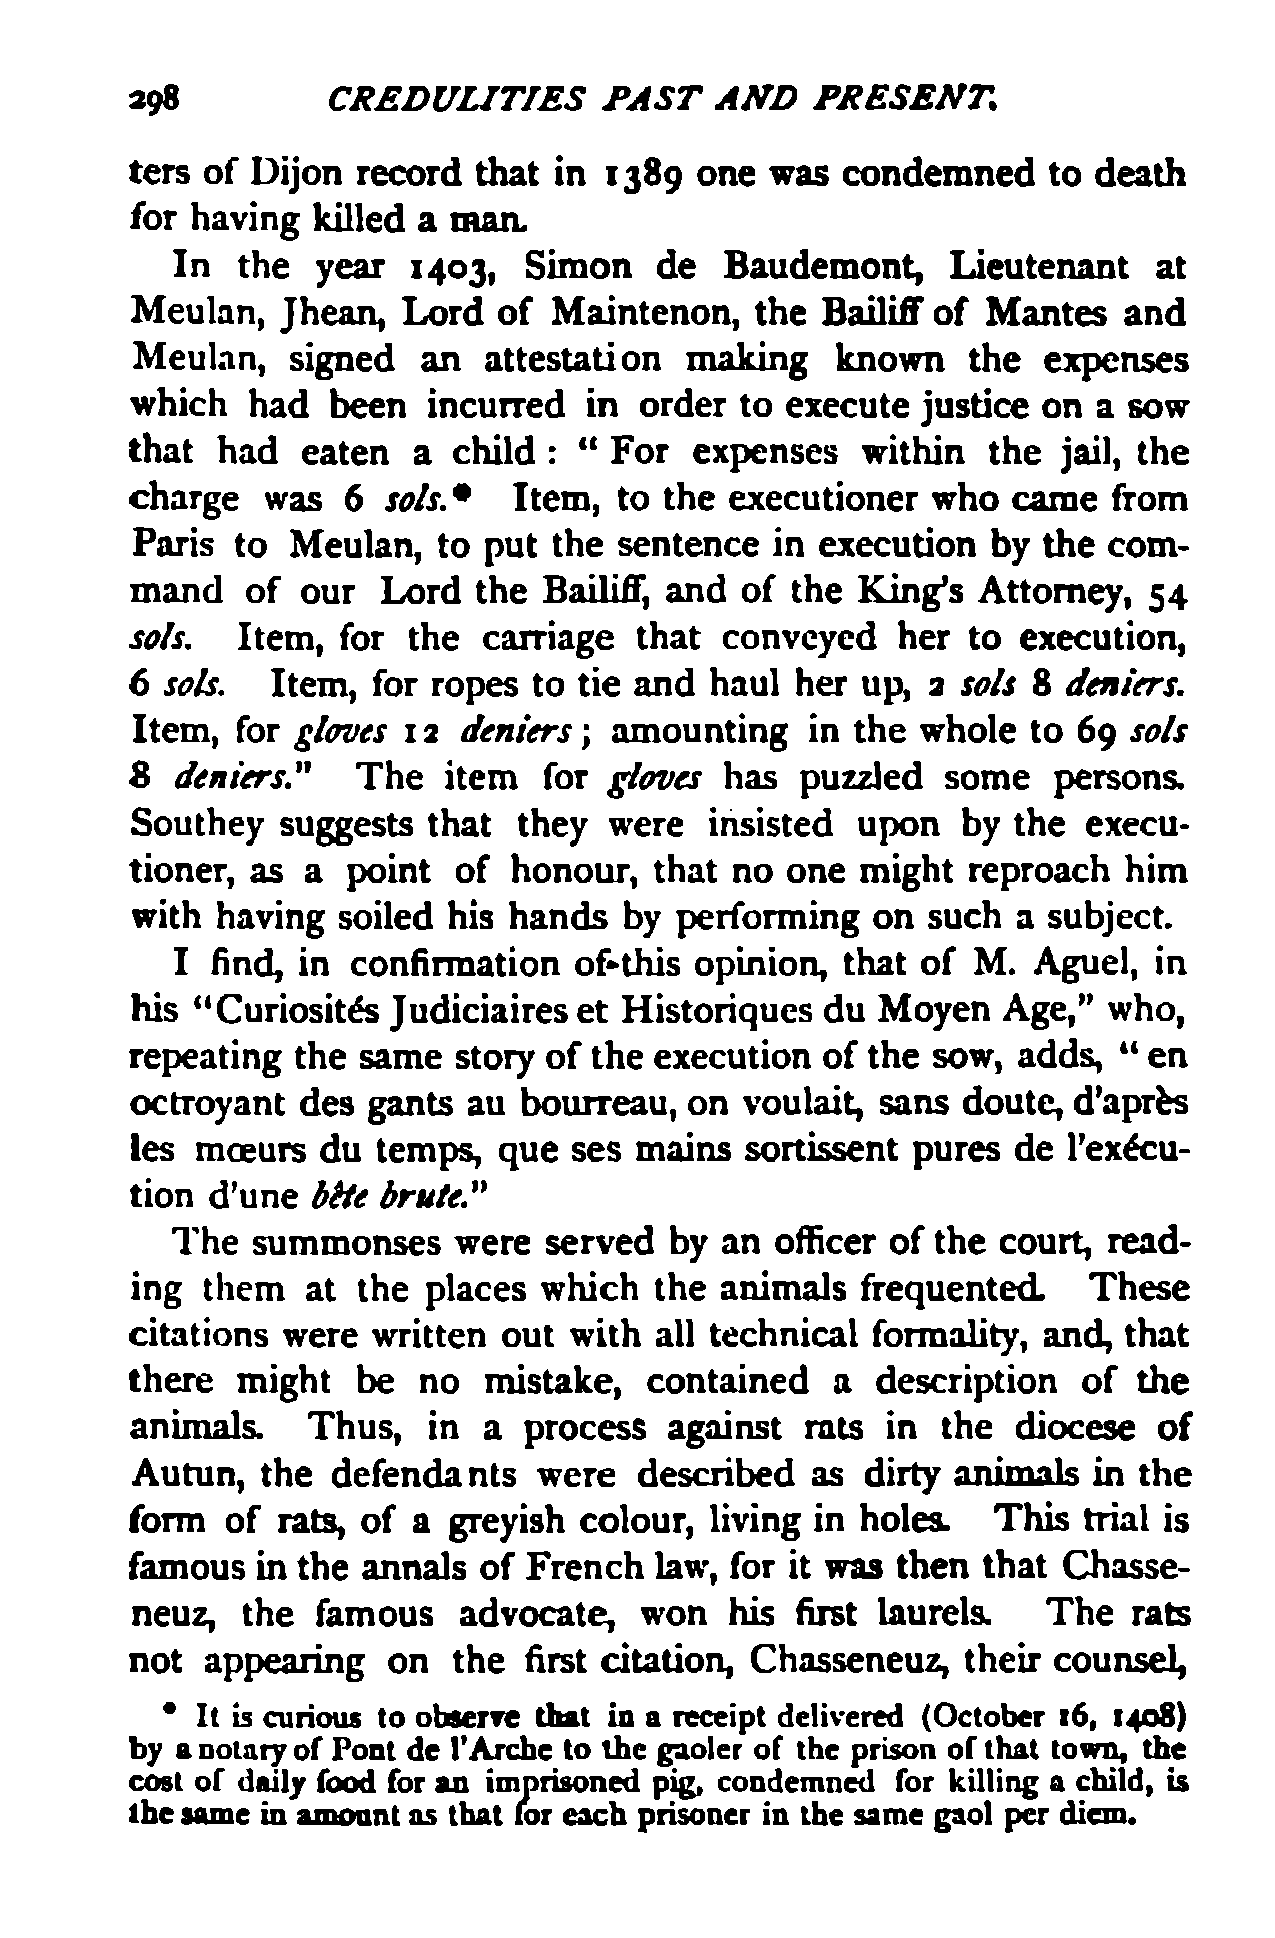 298 CREDULITIES PAST AND PRESENT.
ters of Dijon record that in 1389 one was condemned to death
for having killed a man.
In the year 1403, Simon de Baudemont, Lieutenant at
Meulan, Jhean, Lord of Maintenon, the Bailiff of Mantes and
Meulan, signed an attestation making known the expenses
which had been incurred in order to execute justice on a sow
that had eaten a child : " For expenses within the jail, the
charge was 6 sols.* Item, to the executioner who came from
Paris to Meulan, to put the sentence in execution by the com-
mand of our Lord the Bailiff, and of the King's Attorney, 54
sols. Item, for the carriage that conveyed her to execution,
6 sols. Item, for ropes to tie and haul her up, 2 sols 8 deniers.
Item, for gloves 12 deniers ; amounting in the whole to 69 sols
8 deniers." The item for gloves has puzzled some persons.
Southey suggests that they were insisted upon by the execu-
tioner, as a point of honour, that no one might reproach him
with having soiled his hands by performing on such a subject.
I find, in confirmation of this opinion, that of M. Aguel, in
his "Curiosités Judiciaires et Historiques du Moyen Age," who,
repeating the same story of the execution of the sow, adds, " en
octroyant des gants au bourreau, on voulait, sans doute, d'après
les mœurs du temps, que ses mains sortissent pures de l'exécu-
tion d'une bête brute."
The summonses were served by an officer of the court, read-
ing them at the places which the animals frequented. These
citations were written out with all technical formality, and, that
there might be no mistake, contained a description of the
animals. Thus, in a process against rats in the diocese of
Autun, the defendants were described as dirty animals in the
form of rats, of a greyish colour, living in holes. This trial is
famous in the annals of French law, for it was then that Chasse-
neuz, the famous advocate, won his first laurels. The rats
not appearing on the first citation, Chasseneuz, their counsel,
* It is curious to observe that in a receipt delivered (October 16, 1408)
by a notary of Pont de l'Arche to the gaoler of the prison of that town, the
cost of daily food for an imprisoned pig, condemned for killing a child, is
the same in amount as that for each prisoner in the same gaol per diem.